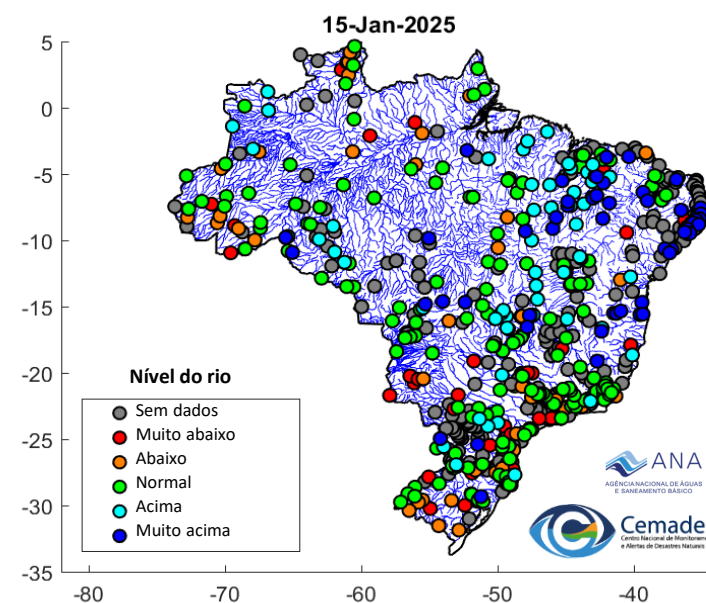 15-Jan-2025
5
0
-5
-10
-15
-20
-25
-30
-35
Nível do rio
Sem dados
Muito abaixo
Abaixo
Normal
Acima
Muito acima
ANA
AGÊNCIA NACIONAL DE ÁGUAS
E SANEAMENTO BÁSICO
Cemade
Centro Nacional de Monitorame
e Alertas de Desastres Naturais
-80
-70
-60
-50
-40